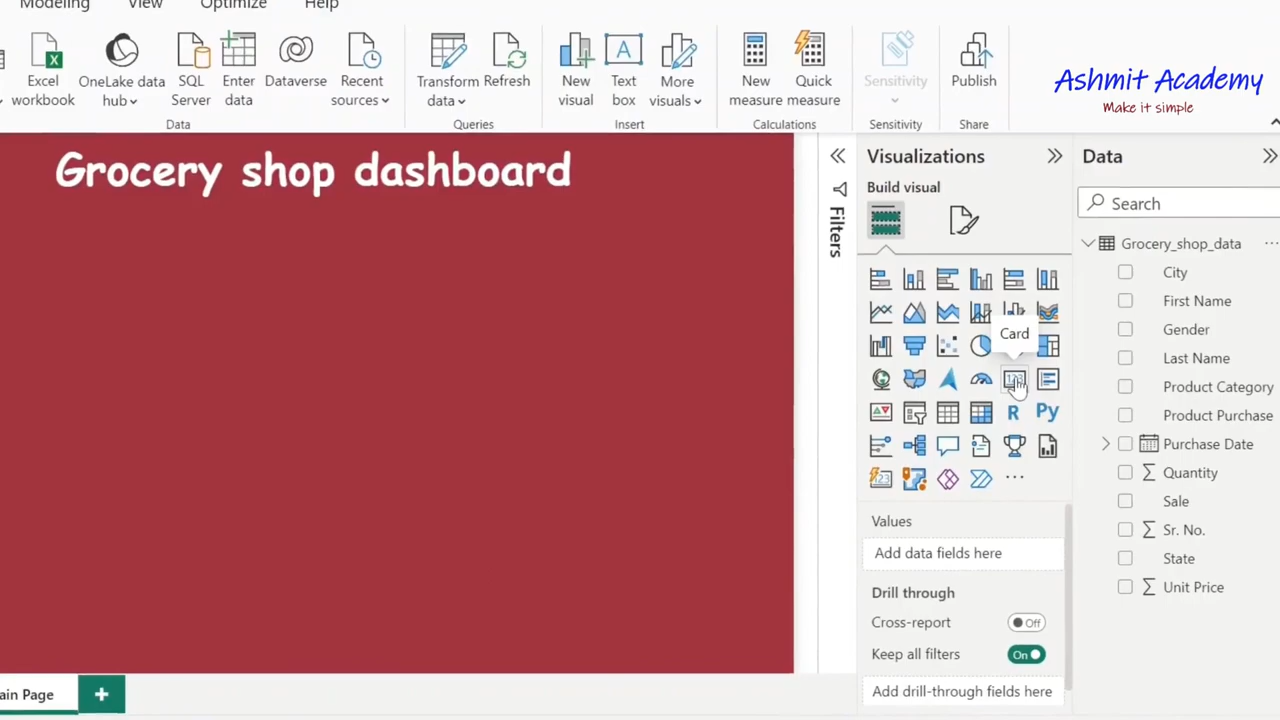 Modeling View Optimize Help
Excel workbook
OneLake data hub
SQL Server
Enter data
Dataverse
Recent sources
Transform data
Refresh
New visual
Text box
More visuals
New measure
Quick measure
Sensitivity
Publish
Data
Queries
Insert
Calculations
Sensitivity
Share
Ashmit Academy
Make it simple
Grocery shop dashboard
Filters
Visualizations
Build visual
Card
123
R
Py
123
Values
Add data fields here
Drill through
Cross-report
Off
Keep all filters
On
Add drill-through fields here
Data
Search
Grocery_shop_data
City
First Name
Gender
Last Name
Product Category
Product Purchase
Purchase Date
Quantity
Sale
Sr. No.
State
Unit Price
ain Page